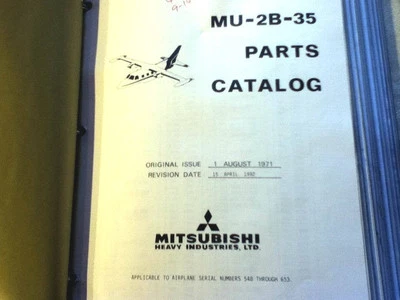 MU-2B-35
PARTS
CATALOG
ORIGINAL ISSUE 1 AUGUST 1971
REVISION DATE 15 APRIL 1992
MITSUBISHI
HEAVY INDUSTRIES, LTD.
APPLICABLE TO AIRPLANE SERIAL NUMBERS 548 THROUGH 653.